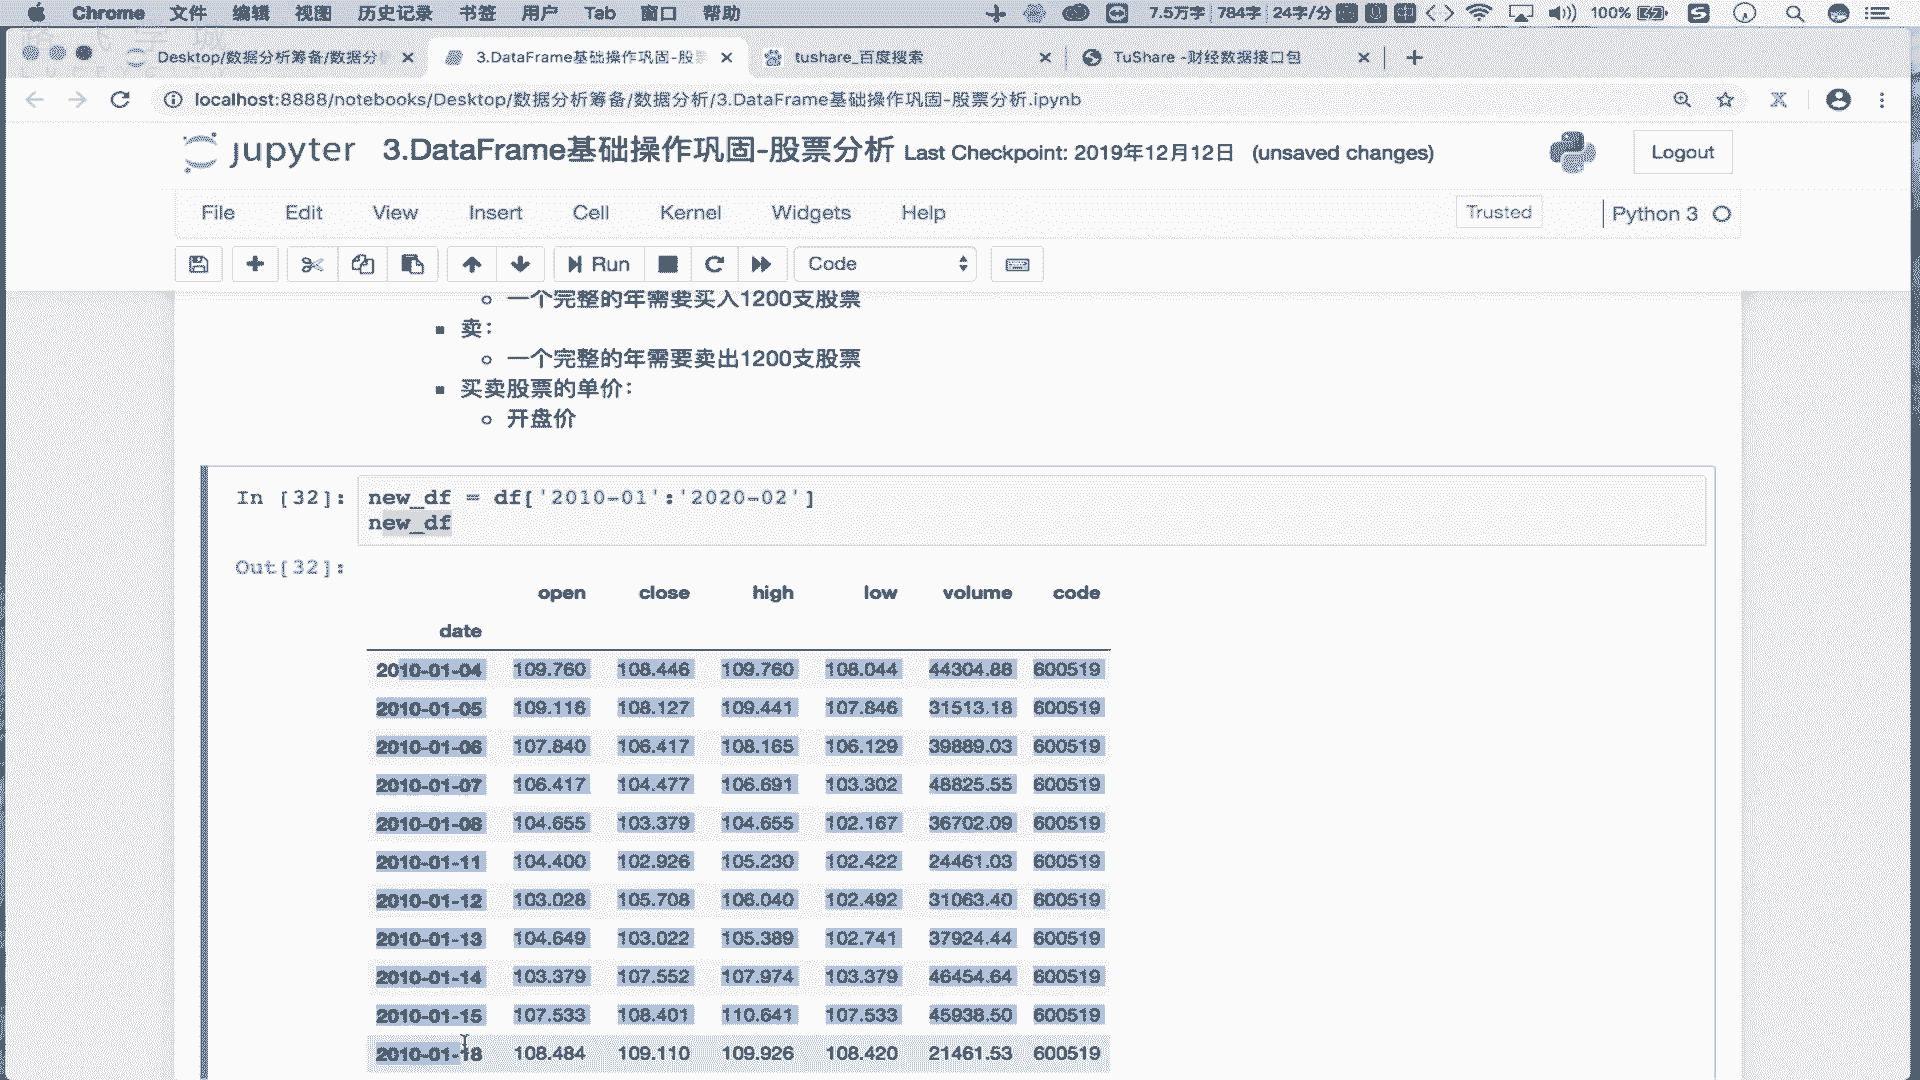 Chrome 文件 编辑 视图 历史记录 书签 用户 Tab 窗口 帮助 7.5万字 784字 24字/分 100%
Desktop/数据分析筹备/数据分析 3.DataFrame基础操作巩固-股票 tushare_百度搜索 TuShare -财经数据接口包
localhost:8888/notebooks/Desktop/数据分析筹备/数据分析/3.DataFrame基础操作巩固-股票分析.ipynb
jupyter 3.DataFrame基础操作巩固-股票分析 Last Checkpoint: 2019年12月12日 (unsaved changes) Logout
File Edit View Insert Cell Kernel Widgets Help Trusted Python 3
Run Code
一个完整的年需要买入1200支股票
卖：
一个完整的年需要卖出1200支股票
买卖股票的单价：
开盘价
In [32]: new_df = df['2010-01':'2020-02']
new_df
Out[32]:
open close high low volume code
date
2010-01-04 109.760 108.446 109.760 108.044 44304.88 600519
2010-01-05 109.116 108.127 109.441 107.846 31513.18 600519
2010-01-06 107.840 106.417 108.165 106.129 39889.03 600519
2010-01-07 106.417 104.477 106.691 103.302 48825.55 600519
2010-01-08 104.655 103.379 104.655 102.167 36702.09 600519
2010-01-11 104.400 102.926 105.230 102.422 24461.03 600519
2010-01-12 103.028 105.708 106.040 102.492 31063.40 600519
2010-01-13 104.649 103.022 105.389 102.741 37924.44 600519
2010-01-14 103.379 107.552 107.974 103.379 46454.64 600519
2010-01-15 107.533 108.401 110.641 107.533 45938.50 600519
2010-01-18 108.484 109.110 109.926 108.420 21461.53 600519